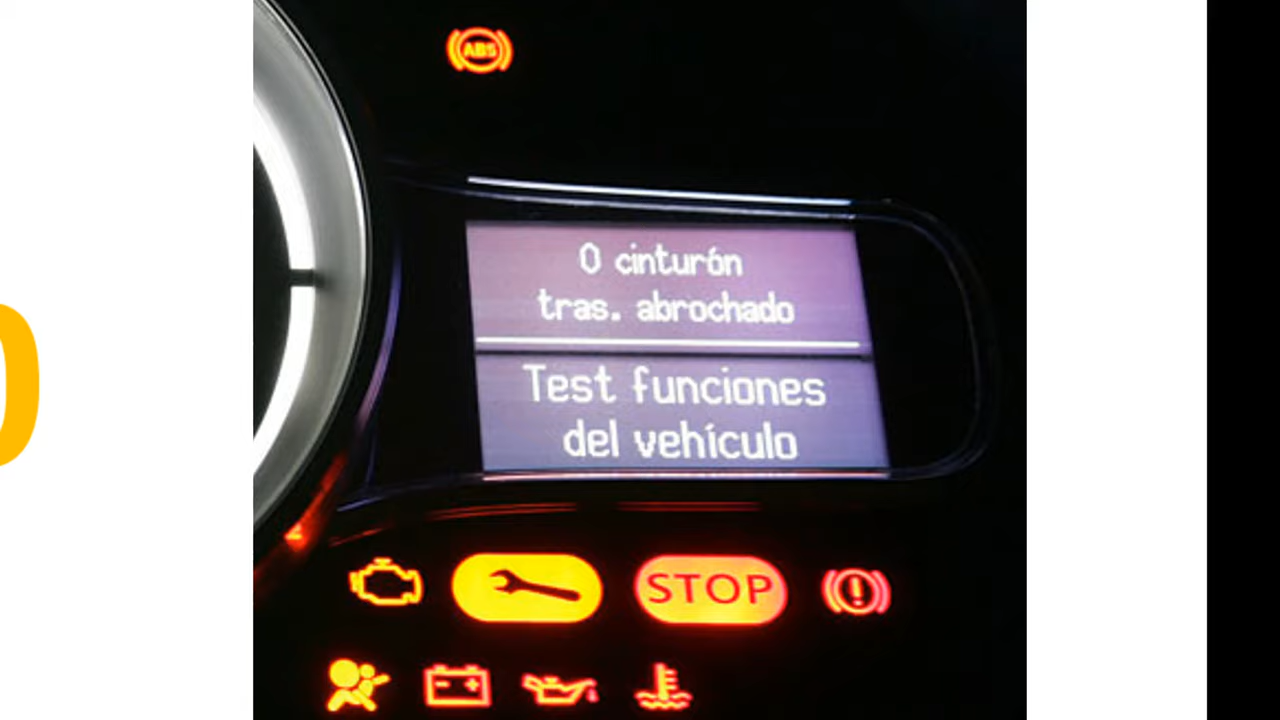 ABS
0 cinturón
tras. abrochado
Test funciones
del vehículo
STOP